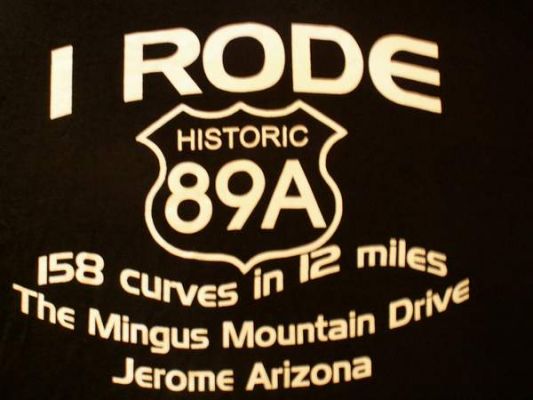 I RODE
HISTORIC
89A
158 curves in 12 miles
The Mingus Mountain Drive
Jerome Arizona